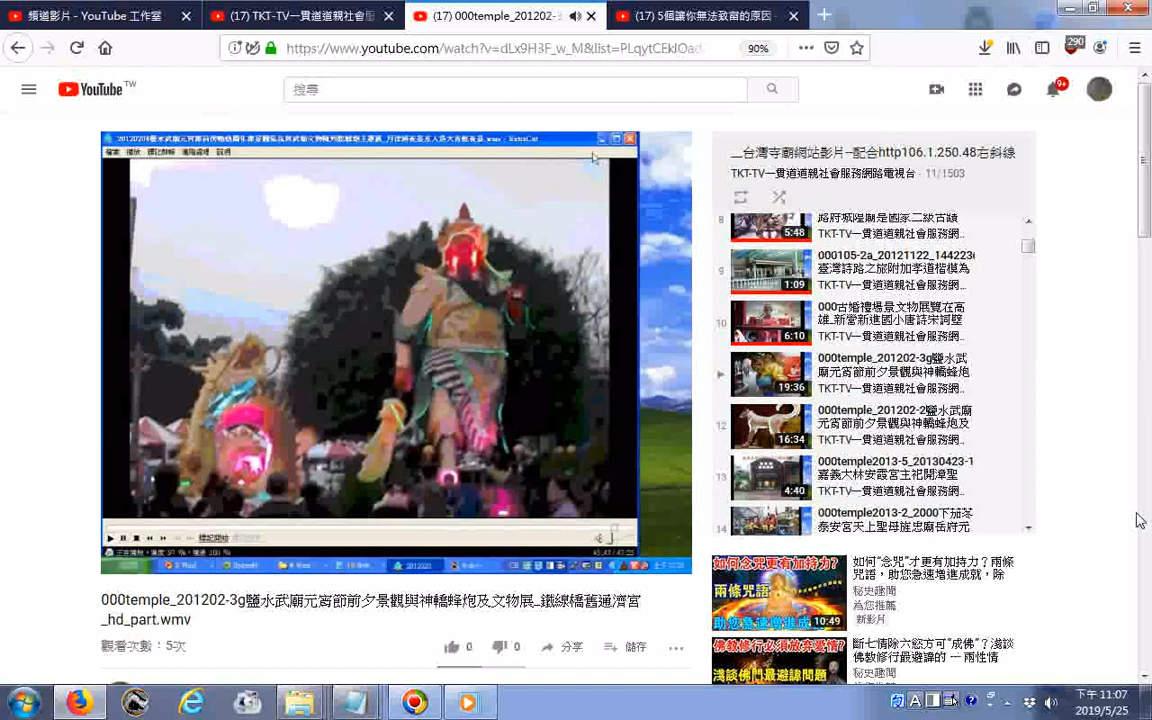 頻道影片 - YouTube 工作室
(17) TKT-TV一貫道道親社會
(17) 000temple_201202-
(17) 5個讓你無法致富的原因
https://www.youtube.com/watch?v=dLx9H3F_w_M&list=PLqytCEkIOad
90%
290
YouTube TW
搜尋
9+
二台灣寺廟網站影片--配合http106.1.250.48右斜線
TKT-TV一貫道道親社會服務網路電視台 - 11/1503
8
5:48
路府城隍廟是國家二級古蹟
TKT-TV一貫道道親社會服務網..
9
1:09
000105-2a_20121122_144223
臺灣詩路之旅附加孝道楷模為
TKT-TV一貫道道親社會服務網..
10
6:10
000古婚禮場景文物展覽在高
雄_新營新進國小唐詩宋詞墅
TKT-TV一貫道道親社會服務網..
19:36
000temple_201202-3g鹽水武
廟元宵節前夕景觀與神轎蜂炮
TKT-TV一貫道道親社會服務網..
12
16:34
000temple_201202-2鹽水武廟
元宵節前夕景觀與神轎蜂炮及
TKT-TV一貫道道親社會服務網..
13
4:40
000temple2013-5_20130423-1
嘉義大林安霞宮主祀開漳聖
TKT-TV一貫道道親社會服務網..
14
000temple2013-2_2000下茄苳
泰安宮天上聖母旌忠廟岳府元
000temple_201202-3g鹽水武廟元宵節前夕景觀與神轎蜂炮及文物展_鐵線橋舊通濟宮
_hd_part.wmv
觀看次數：5次
0
0
分享
儲存
如何念咒更有加持力?
兩條咒語
助您急速增進成就
10:49
如何“念咒”才更有加持力？兩條
咒語，助您急速增進成就，除
秘史趣聞
為您推薦
新影片
佛教修行必須放棄愛情?
淺談佛門最避諱問題
斷七情除六慾方可“成佛”？淺談
佛教修行最避諱的 一 兩性情
秘史趣聞
下午 11:07
2019/5/25